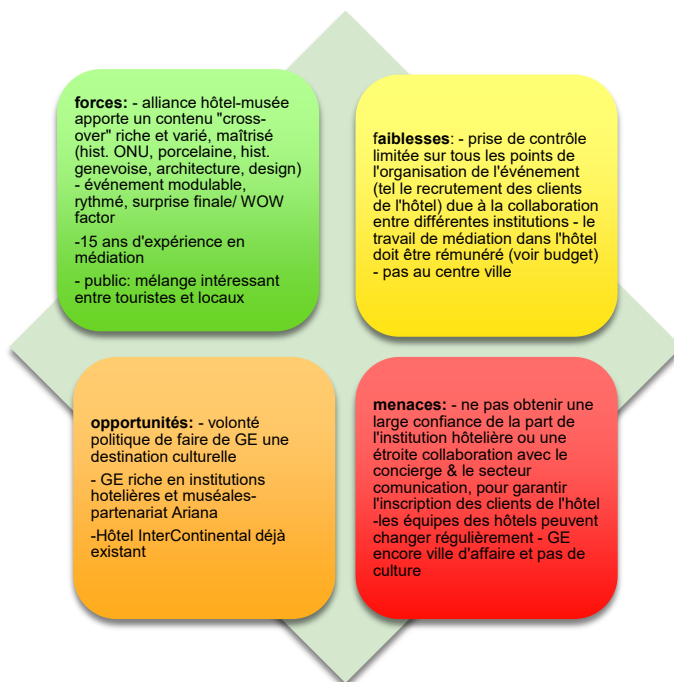 forces: - alliance hôtel-musée
apporte un contenu "cross-
over" riche et varié, maîtrisé
(hist. ONU, porcelaine, hist.
genevoise, architecture, design)
- événement modulable,
rythmé, surprise finale/ WOW
factor
-15 ans d'expérience en
médiation
- public: mélange intéressant
entre touristes et locaux
faiblesses: - prise de contrôle
limitée sur tous les points de
l'organisation de l'événement
(tel le recrutement des clients
de l'hôtel) due à la collaboration
entre différentes institutions - le
travail de médiation dans l'hôtel
doit être rémunéré (voir budget)
- pas au centre ville
opportunités: - volonté
politique de faire de GE une
destination culturelle
- GE riche en institutions
hotelières et muséales-
partenariat Ariana
-Hôtel InterContinental déjà
existant
menaces: - ne pas obtenir une
large confiance de la part de
l'institution hôtelière ou une
étroite collaboration avec le
concierge & le secteur
comunication, pour garantir
l'inscription des clients de l'hôtel
-les équipes des hôtels peuvent
changer régulièrement - GE
encore ville d'affaire et pas de
culture